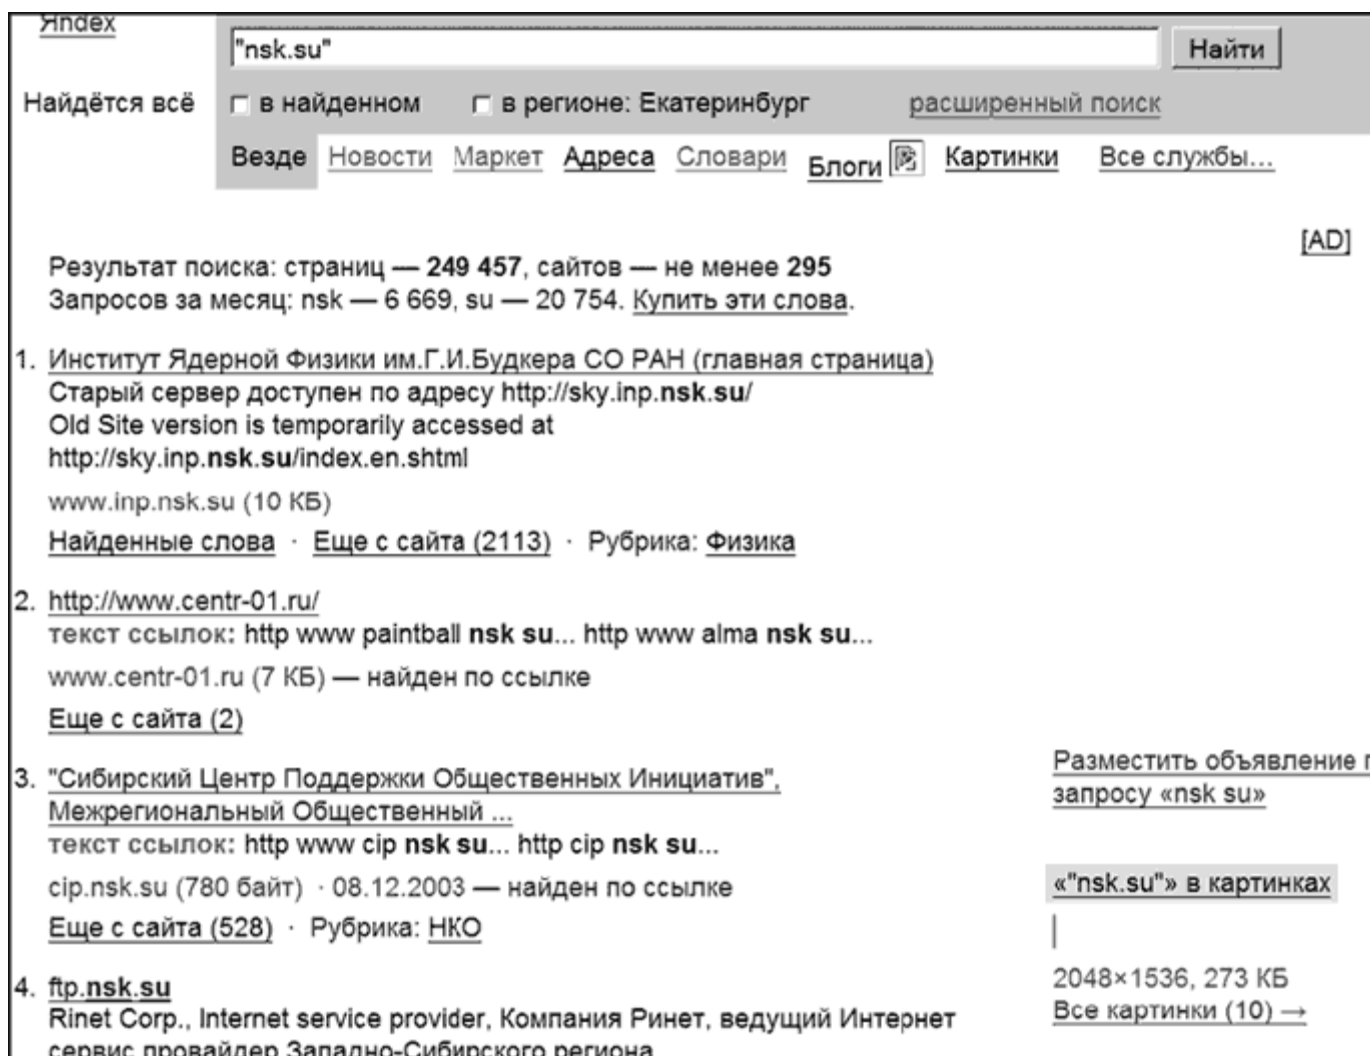 Яndex
"nsk.su"
Найти
Найдётся всё
в найденном
в регионе: Екатеринбург
расширенный поиск
Везде Новости Маркет Адреса Словари Блоги Картинки Все службы...
[AD]
Результат поиска: страниц — 249 457, сайтов — не менее 295
Запросов за месяц: nsk — 6 669, su — 20 754. Купить эти слова.
1. Институт Ядерной Физики им.Г.И.Будкера СО РАН (главная страница)
Старый сервер доступен по адресу http://sky.inp.nsk.su/
Old Site version is temporarily accessed at
http://sky.inp.nsk.su/index.en.shtml
www.inp.nsk.su (10 КБ)
Найденные слова · Еще с сайта (2113) · Рубрика: Физика
2. http://www.centr-01.ru/
текст ссылок: http www paintball nsk su... http www alma nsk su...
www.centr-01.ru (7 КБ) — найден по ссылке
Еще с сайта (2)
3. "Сибирский Центр Поддержки Общественных Инициатив",
Межрегиональный Общественный ...
текст ссылок: http www cip nsk su... http cip nsk su...
cip.nsk.su (780 байт) · 08.12.2003 — найден по ссылке
Еще с сайта (528) · Рубрика: НКО
4. ftp.nsk.su
Rinet Corp., Internet service provider, Компания Ринет, ведущий Интернет
сервис провайдер Западно-Сибирского региона
Разместить объявление
запросу «nsk su»
«"nsk.su"» в картинках
2048×1536, 273 КБ
Все картинки (10) →